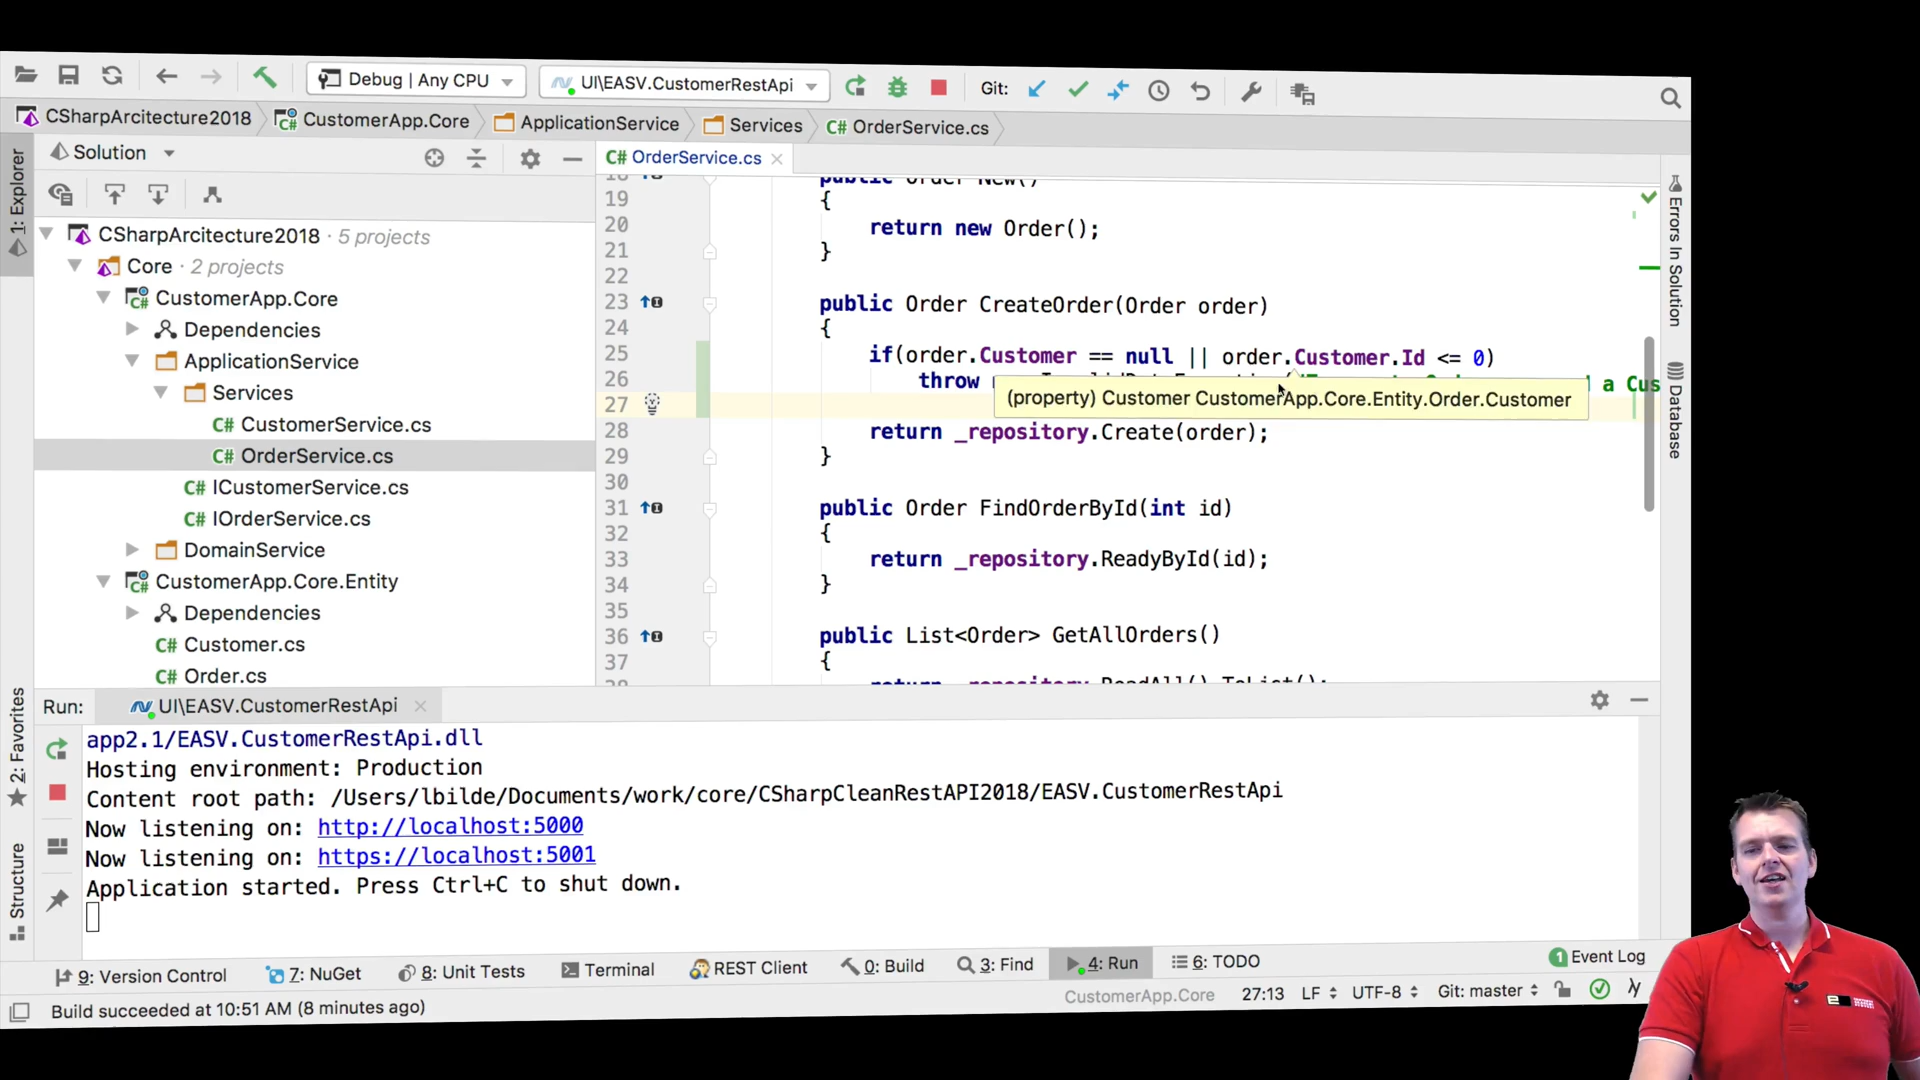 Debug | Any CPU
UI\EASV.CustomerRestApi
Git:
CSharpArcitecture2018
CustomerApp.Core
ApplicationService
Services
C# OrderService.cs
1: Explorer
Solution
C# OrderService.cs
CSharpArcitecture2018 · 5 projects
Core · 2 projects
CustomerApp.Core
Dependencies
ApplicationService
Services
C# CustomerService.cs
C# OrderService.cs
C# ICustomerService.cs
C# IOrderService.cs
DomainService
CustomerApp.Core.Entity
Dependencies
C# Customer.cs
C# Order.cs
public Order New()
19 {
20 return new Order();
21 }
22
23 public Order CreateOrder(Order order)
24 {
25 if(order.Customer == null || order.Customer.Id <= 0)
26 throw a Cus
(property) Customer CustomerApp.Core.Entity.Order.Customer
27
28 return _repository.Create(order);
29 }
30
31 public Order FindOrderById(int id)
32 {
33 return _repository.ReadyById(id);
34 }
35
36 public List<Order> GetAllOrders()
37 {
return _repository.ReadAll().ToList();
Errors In Solution
Database
Run: UI\EASV.CustomerRestApi
app2.1/EASV.CustomerRestApi.dll
Hosting environment: Production
Content root path: /Users/lbilde/Documents/work/core/CSharpCleanRestAPI2018/EASV.CustomerRestApi
Now listening on: http://localhost:5000
Now listening on: https://localhost:5001
Application started. Press Ctrl+C to shut down.
2: Favorites
Structure
9: Version Control
7: NuGet
8: Unit Tests
Terminal
REST Client
0: Build
3: Find
4: Run
6: TODO
1 Event Log
Build succeeded at 10:51 AM (8 minutes ago)
CustomerApp.Core
27:13
LF
UTF-8
Git: master